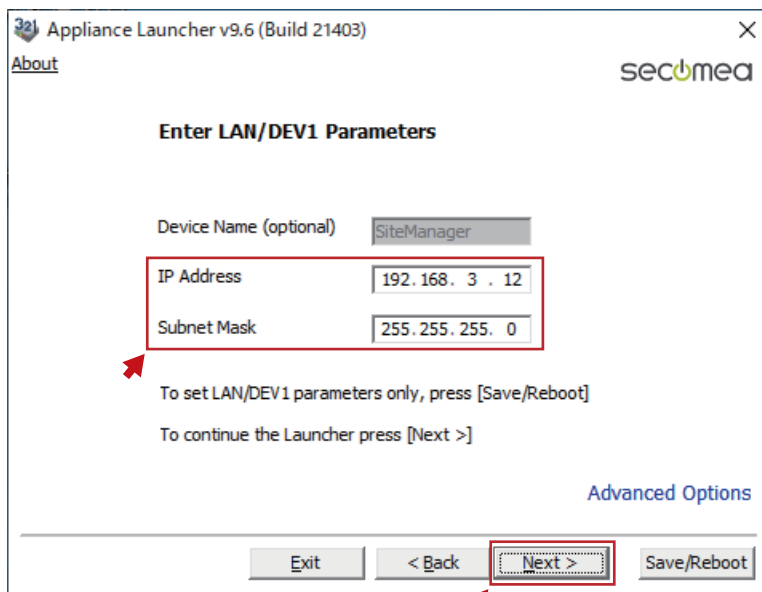 Appliance Launcher v9.6 (Build 21403)
About
secomea
Enter LAN/DEV1 Parameters
Device Name (optional) SiteManager
IP Address 192.168. 3 . 12
Subnet Mask 255.255.255. 0
To set LAN/DEV1 parameters only, press [Save/Reboot]
To continue the Launcher press [Next >]
Advanced Options
Exit < Back Next > Save/Reboot